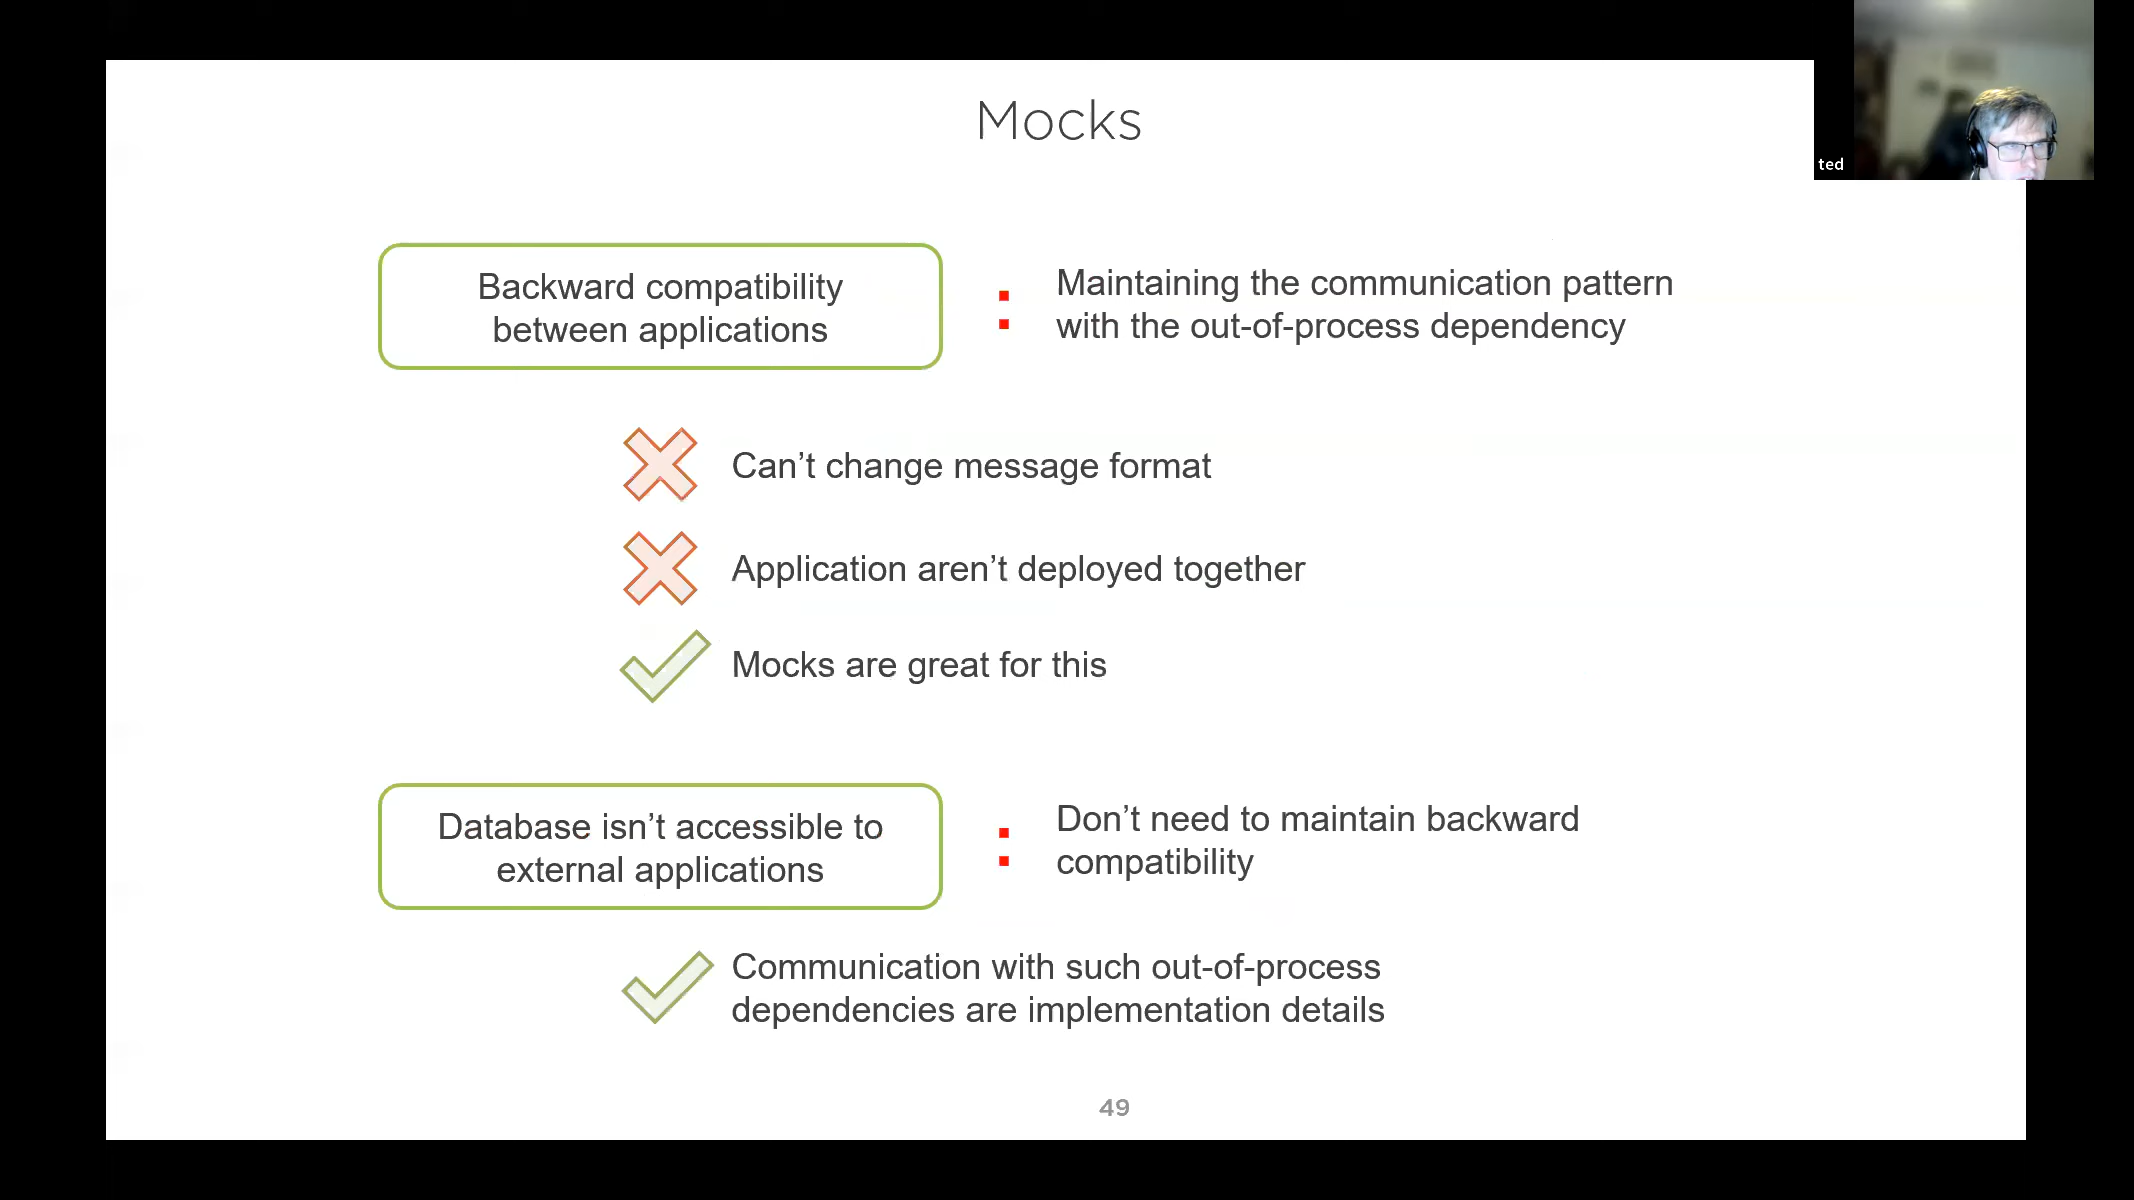 Mocks
ted
Backward compatibility
between applications
Maintaining the communication pattern
with the out-of-process dependency
Can’t change message format
Application aren’t deployed together
Mocks are great for this
Database isn’t accessible to
external applications
Don’t need to maintain backward
compatibility
Communication with such out-of-process
dependencies are implementation details
49